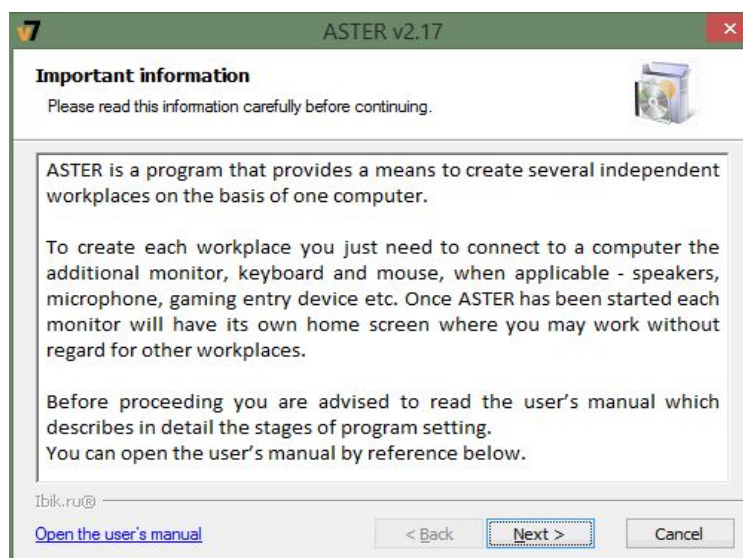 v7
ASTER v2.17
Important information
Please read this information carefully before continuing.
ASTER is a program that provides a means to create several independent
workplaces on the basis of one computer.
To create each workplace you just need to connect to a computer the
additional monitor, keyboard and mouse, when applicable - speakers,
microphone, gaming entry device etc. Once ASTER has been started each
monitor will have its own home screen where you may work without
regard for other workplaces.
Before proceeding you are advised to read the user's manual which
describes in detail the stages of program setting.
You can open the user's manual by reference below.
Ibik.ru®
Open the user's manual
< Back
Next >
Cancel